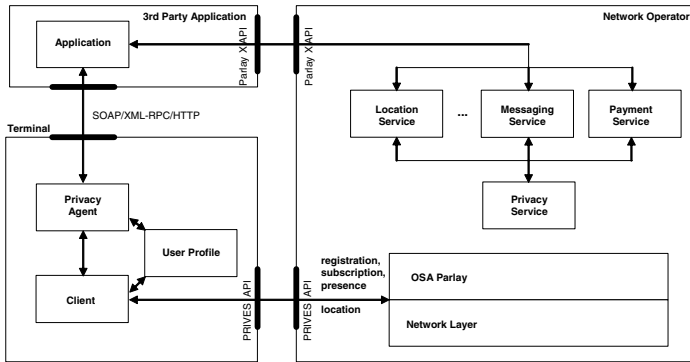 3rd Party Application
Network Operator
Application
Parlay X API
Parlay X API
SOAP/XML-RPC/HTTP
Location
Service
...
Messaging
Service
Payment
Service
Privacy
Service
Terminal
Privacy
Agent
User Profile
Client
PRIVES API
PRIVES API
registration,
subscription,
presence
location
OSA Parlay
Network Layer